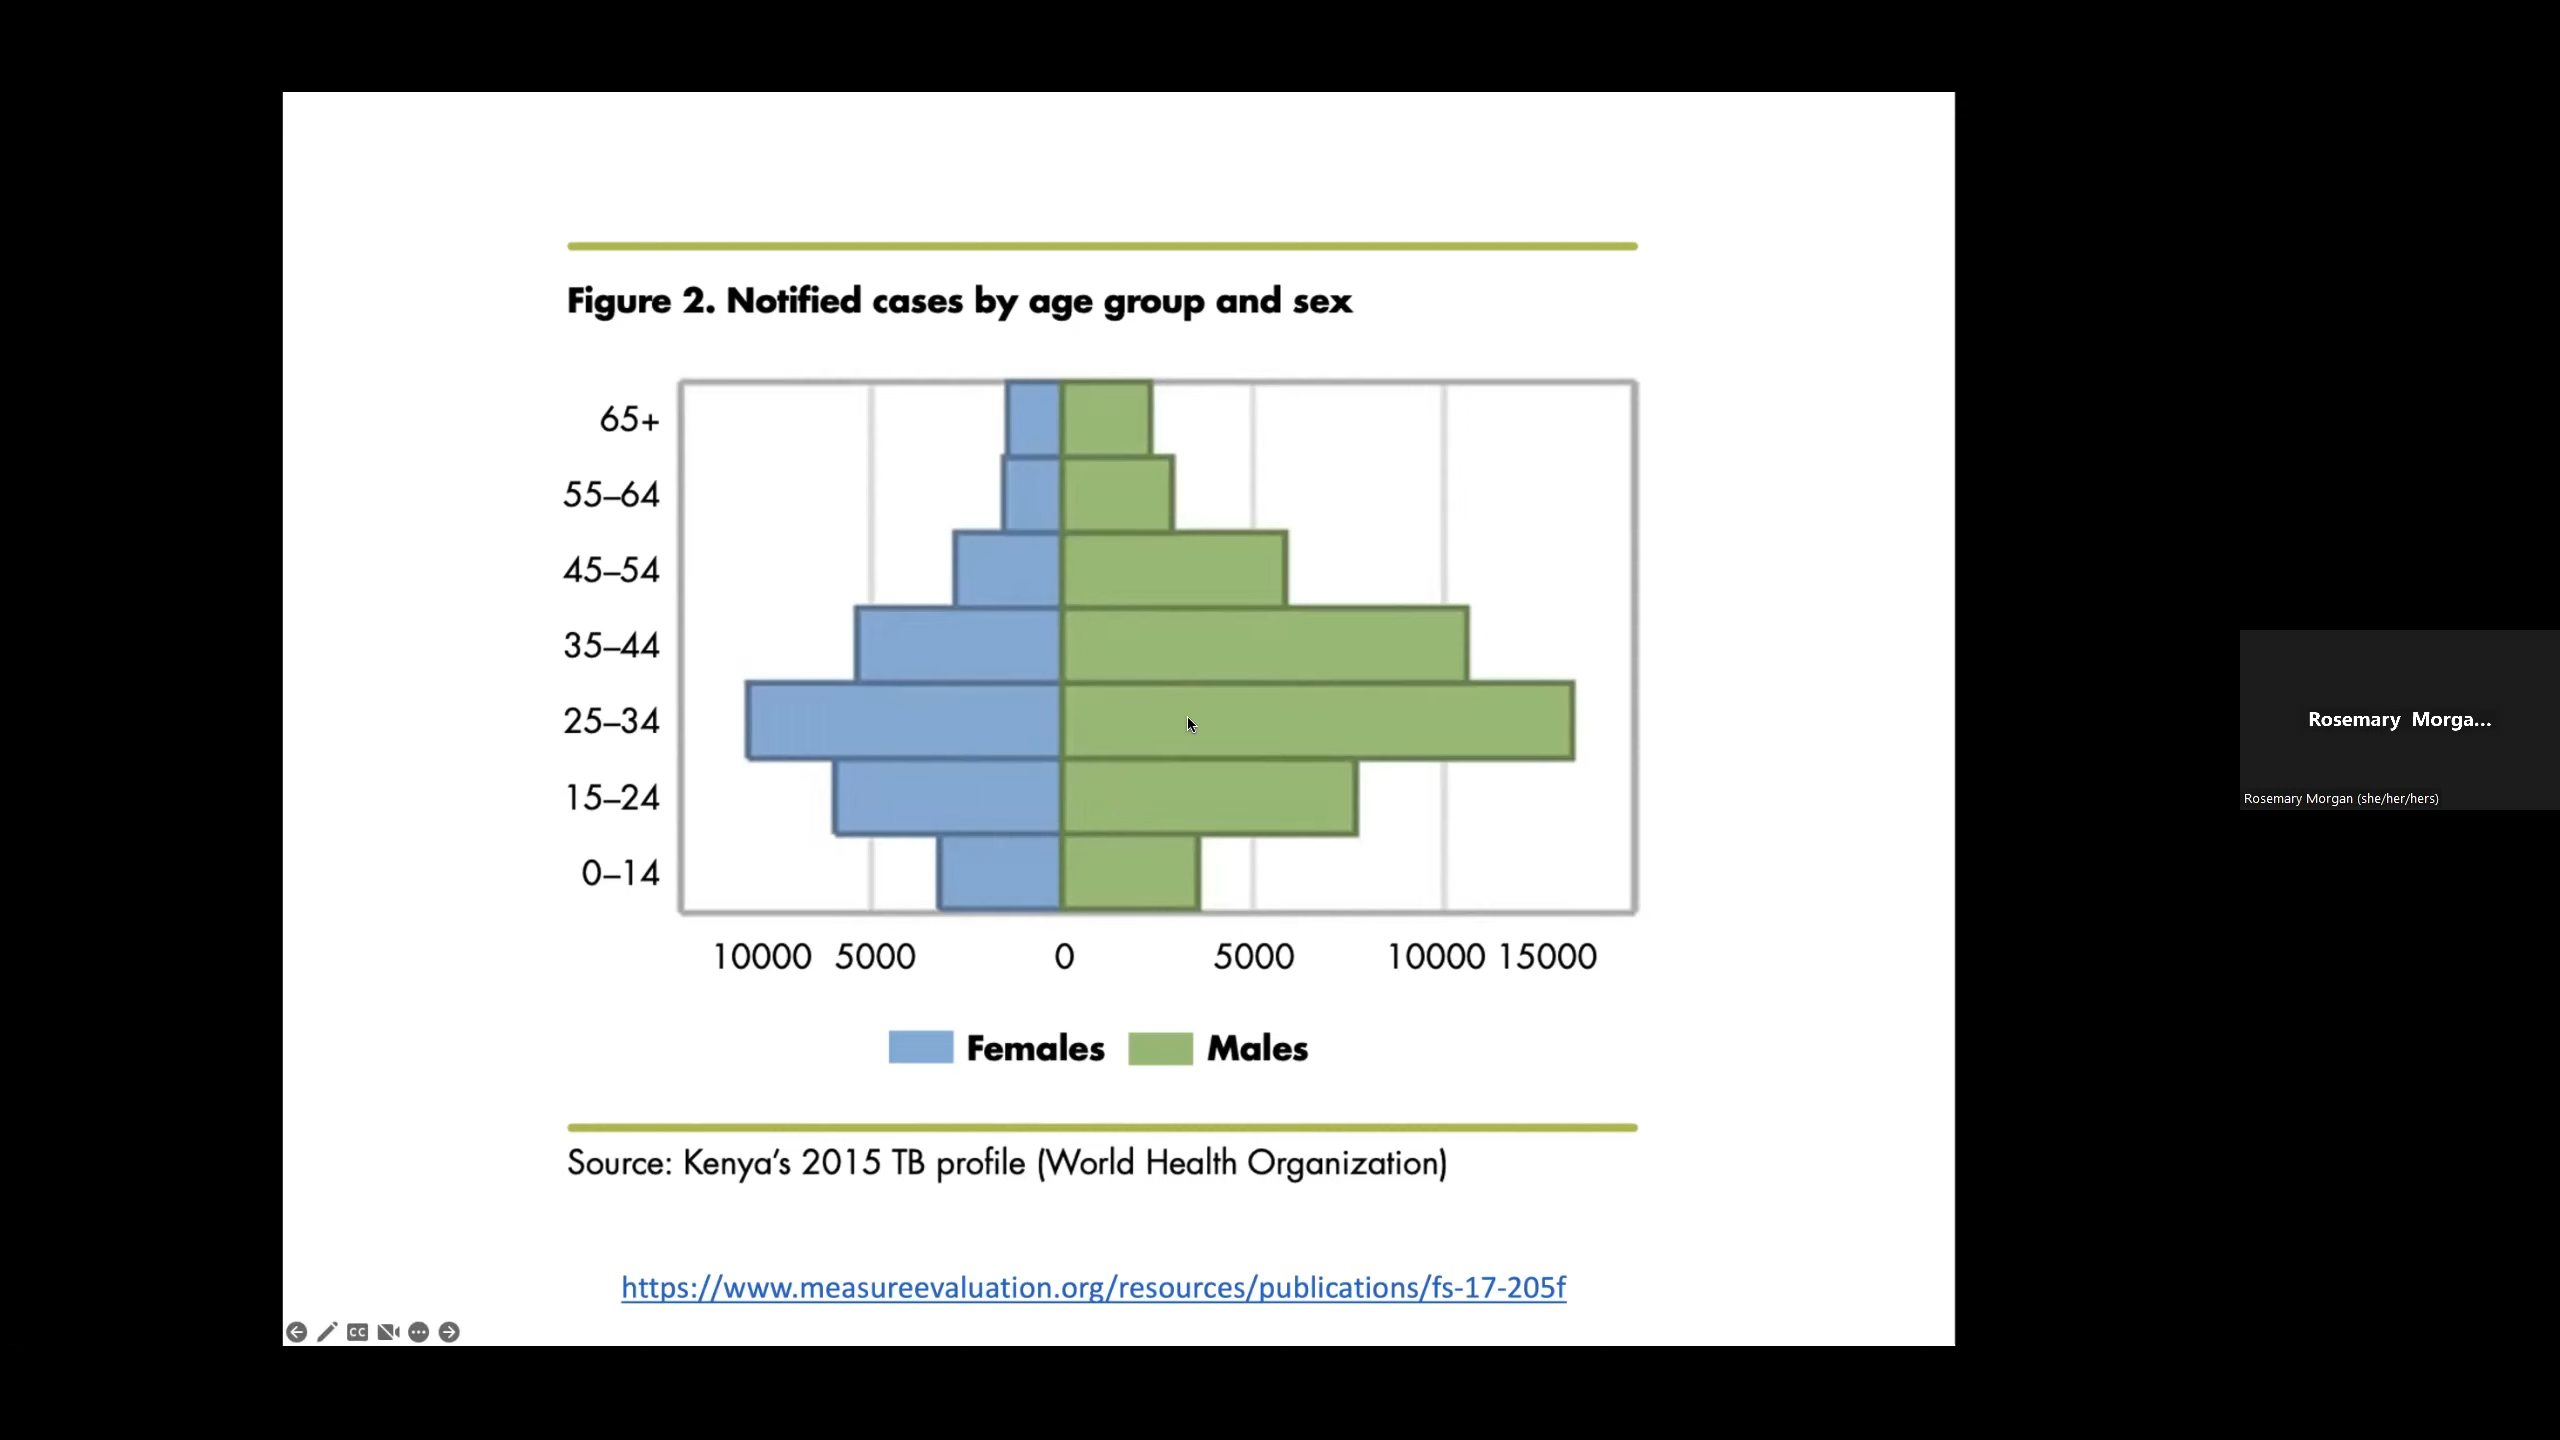 Figure 2. Notified cases by age group and sex
65+
55–64
45–54
35–44
25–34
15–24
0–14
10000 5000 0 5000 10000 15000
Females Males
Source: Kenya’s 2015 TB profile (World Health Organization)
https://www.measureevaluation.org/resources/publications/fs-17-205f
CC
Rosemary Morga...
Rosemary Morgan (she/her/hers)